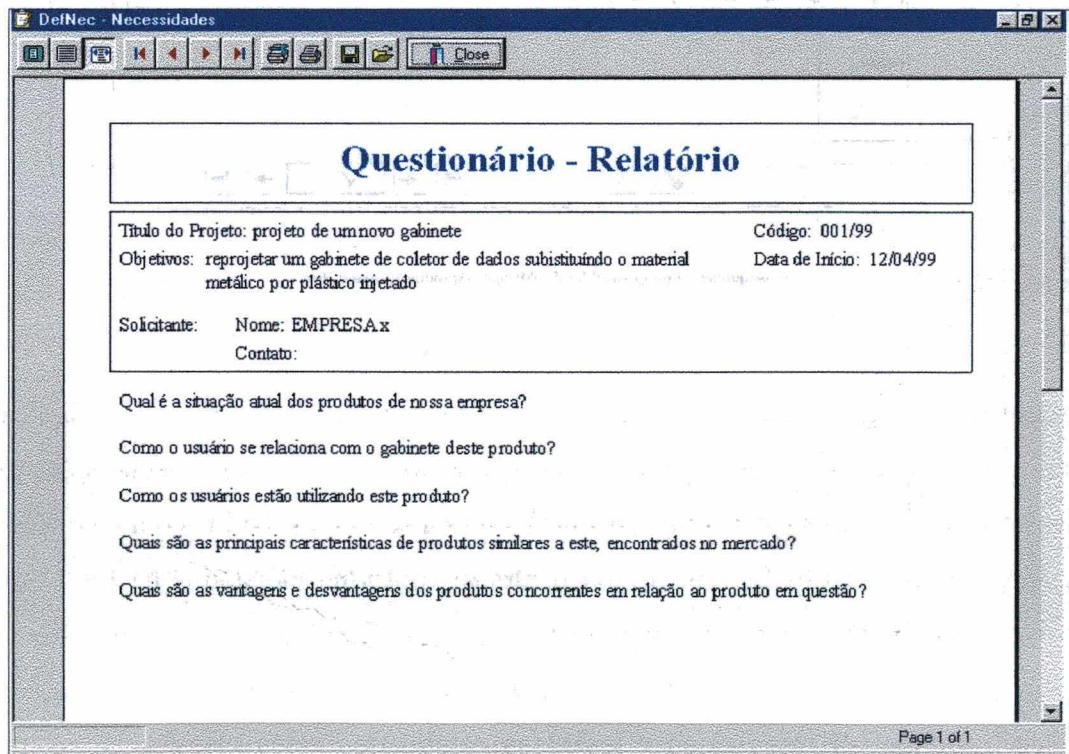 DefNec - Necessidades
Close
Questionário - Relatório
Título do Projeto: projeto de um novo gabinete Código: 001/99
Objetivos: reprojetar um gabinete de coletor de dados subistituíndo o material Data de Início: 12/04/99
metálico por plástico injetado
Solicitante: Nome: EMPRESA x
Contato:
Qual é a situação atual dos produtos de nossa empresa?
Como o usuário se relaciona com o gabinete deste produto?
Como os usuários estão utilizando este produto?
Quais são as principais características de produtos similares a este, encontrados no mercado?
Quais são as vantagens e desvantagens dos produtos concorrentes em relação ao produto em questão?
Page 1 of 1